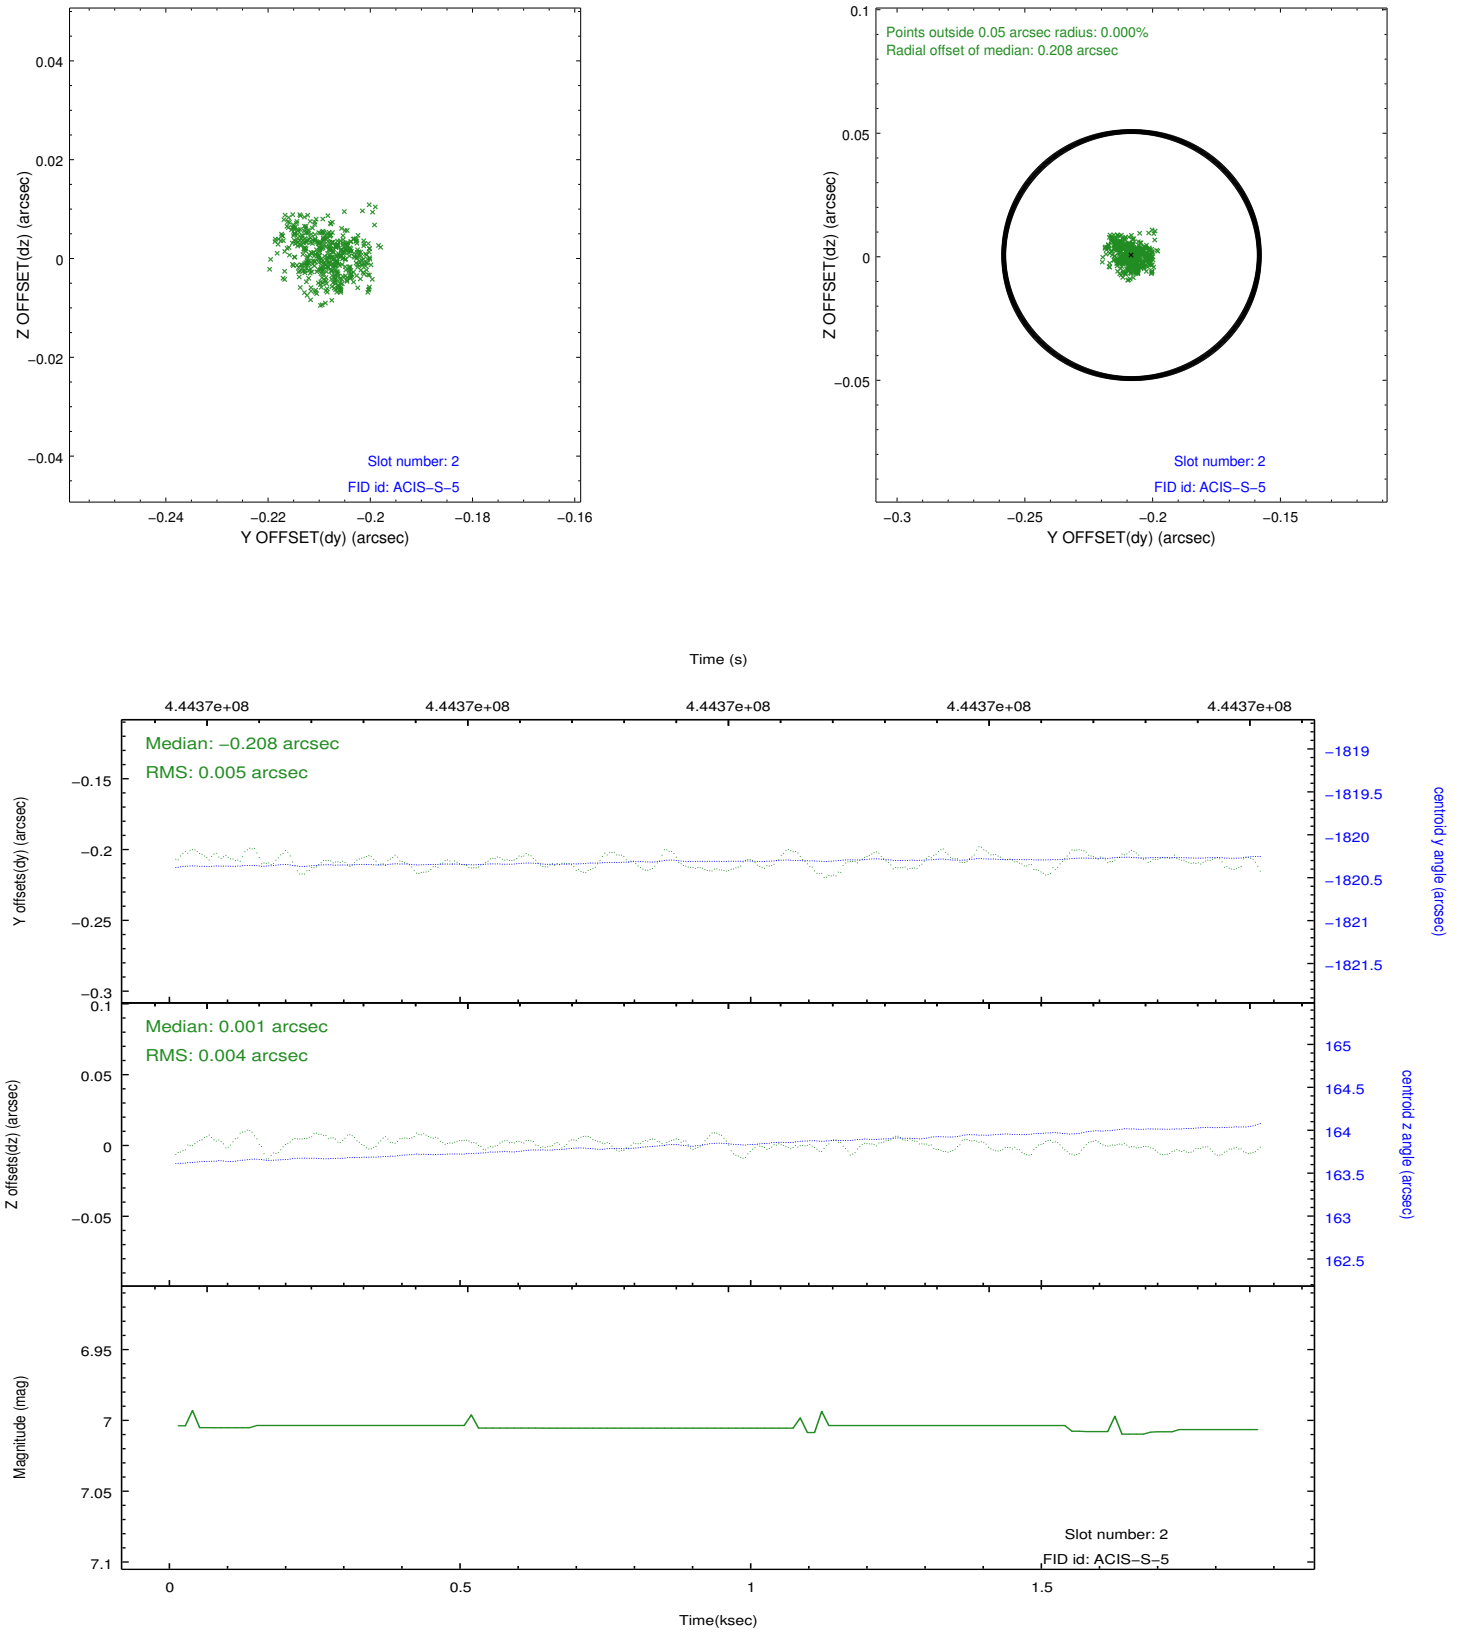 0.04
0.02
0
−0.02
−0.04
Z OFFSET(dz) (arcsec)
Slot number: 2
FID id: ACIS−S−5
−0.24 −0.22 −0.2 −0.18 −0.16
Y OFFSET(dy) (arcsec)
0.1
0.05
0
−0.05
Z OFFSET(dz) (arcsec)
Points outside 0.05 arcsec radius: 0.000%
Radial offset of median: 0.208 arcsec
Slot number: 2
FID id: ACIS−S−5
−0.3 −0.25 −0.2 −0.15
Y OFFSET(dy) (arcsec)
Time (s)
4.4437e+08 4.4437e+08 4.4437e+08 4.4437e+08 4.4437e+08
Median: −0.208 arcsec
RMS: 0.005 arcsec
−0.15
−0.2
−0.25
−0.3
Y offsets(dy) (arcsec)
−1819
−1819.5
−1820
−1820.5
−1821
−1821.5
centroid y angle (arcsec)
Median: 0.001 arcsec
RMS: 0.004 arcsec
0.1
0.05
0
−0.05
Z offsets(dz) (arcsec)
165
164.5
164
163.5
163
162.5
centroid z angle (arcsec)
6.95
7
7.05
7.1
Magnitude (mag)
Slot number: 2
FID id: ACIS−S−5
0 0.5 1 1.5
Time(ksec)